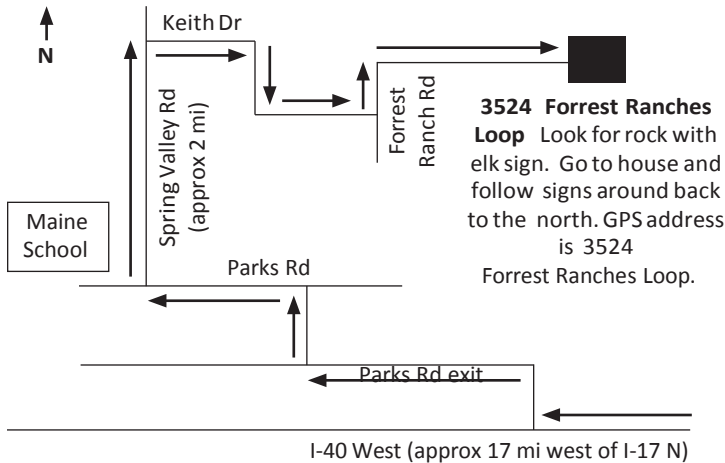 Keith Dr
N
3524 Forrest Ranches
Loop Look for rock with
elk sign. Go to house and
follow signs around back
to the north. GPS address
is 3524
Forrest Ranches Loop.
Forrest
Ranch Rd
Spring Valley Rd
(approx 2 mi)
Maine
School
Parks Rd
Parks Rd exit
I-40 West (approx 17 mi west of I-17 N)